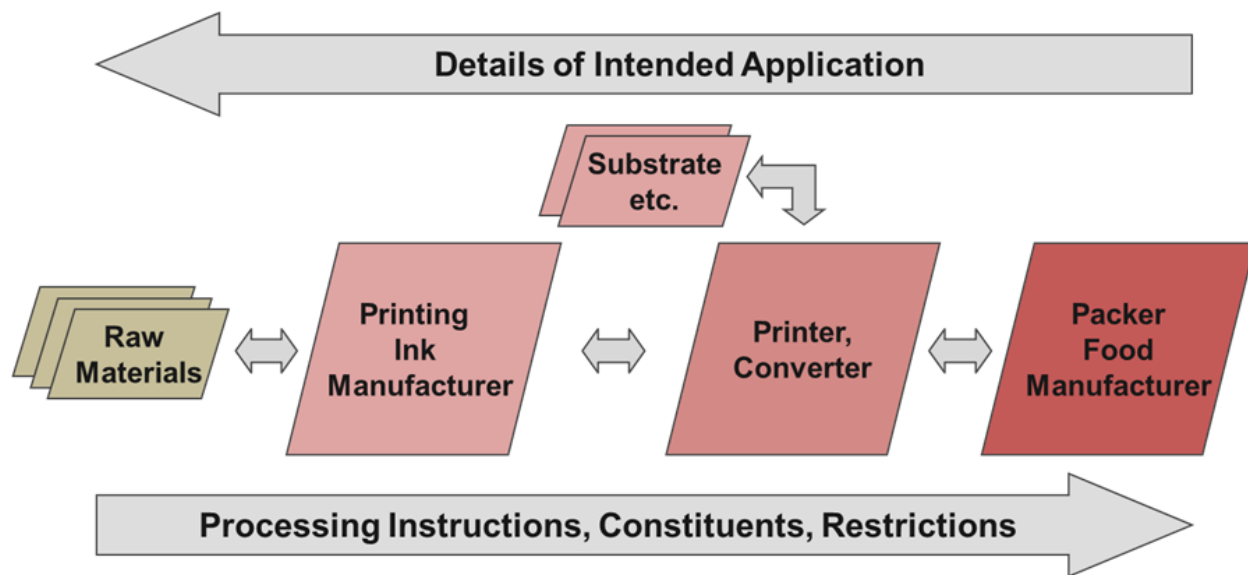 Details of Intended Application
Substrate
etc.
Raw
Materials
Printing
Ink
Manufacturer
Printer,
Converter
Packer
Food
Manufacturer
Processing Instructions, Constituents, Restrictions